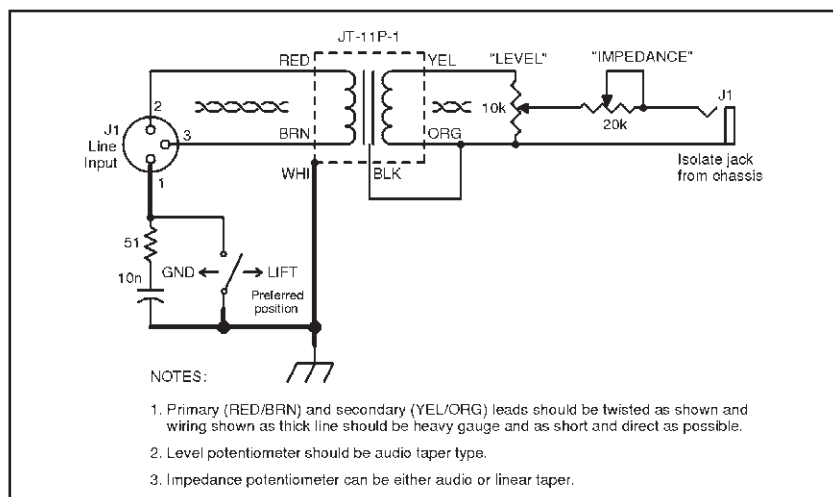 JT-11P-1
RED
YEL
"LEVEL"
"IMPEDANCE"
J1
2
10k
J1
Line
Input
3
BRN
ORG
20k
WHI
BLK
Isolate jack
from chassis
1
51
10n
GND
LIFT
Preferred
position
NOTES:
1. Primary (RED/BRN) and secondary (YEL/ORG) leads should be twisted as shown and
wiring shown as thick line should be heavy gauge and as short and direct as possible.
2. Level potentiometer should be audio taper type.
3. Impedance potentiometer can be either audio or linear taper.